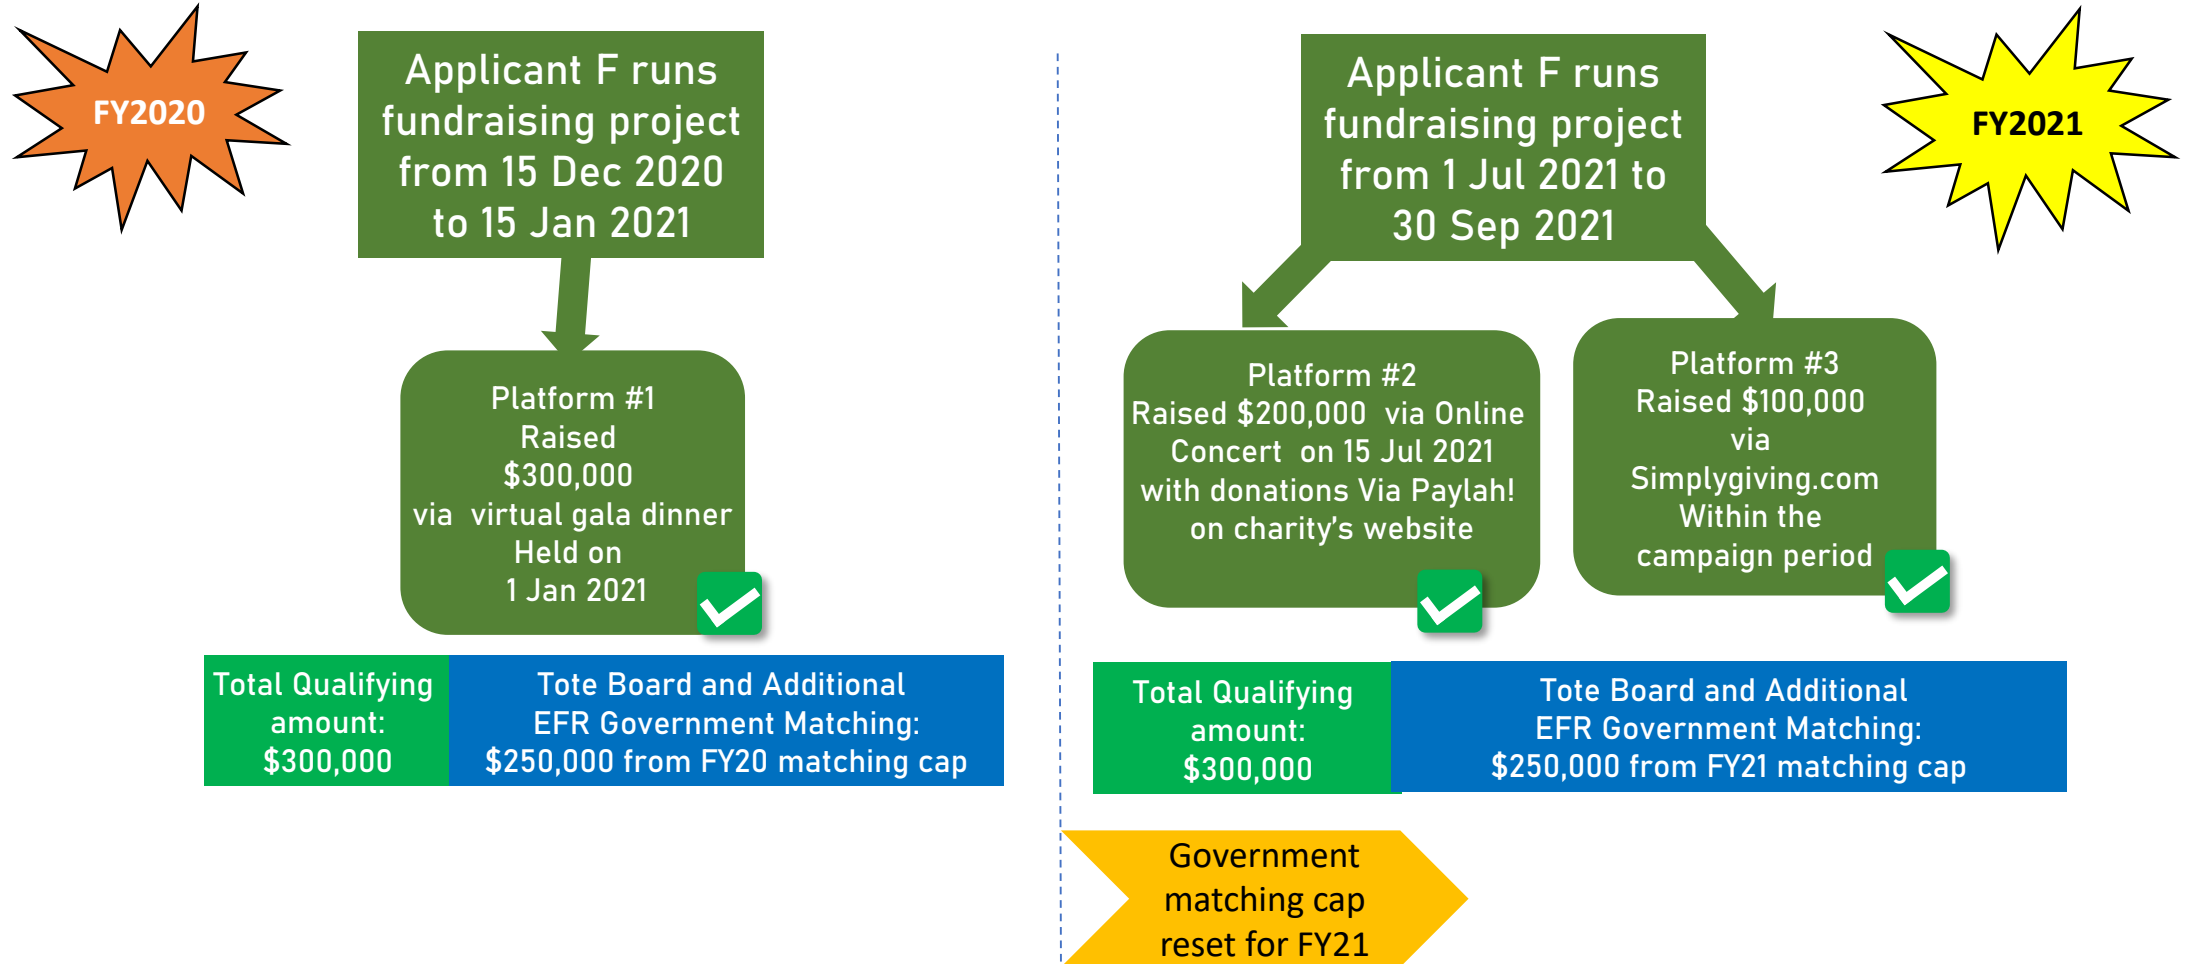 FY2020
Applicant F runs
fundraising project
from 15 Dec 2020
to 15 Jan 2021
Platform #1
Raised
$300,000
via virtual gala dinner
Held on
1 Jan 2021
Total Qualifying
amount:
$300,000
Tote Board and Additional
EFR Government Matching:
$250,000 from FY20 matching cap
Applicant F runs
fundraising project
from 1 Jul 2021 to
30 Sep 2021
FY2021
Platform #2
Raised $200,000 via Online
Concert on 15 Jul 2021
with donations Via Paylah!
on charity's website
Platform #3
Raised $100,000
via
Simplygiving.com
Within the
campaign period
Total Qualifying
amount:
$300,000
Tote Board and Additional
EFR Government Matching:
$250,000 from FY21 matching cap
Government
matching cap
reset for FY21